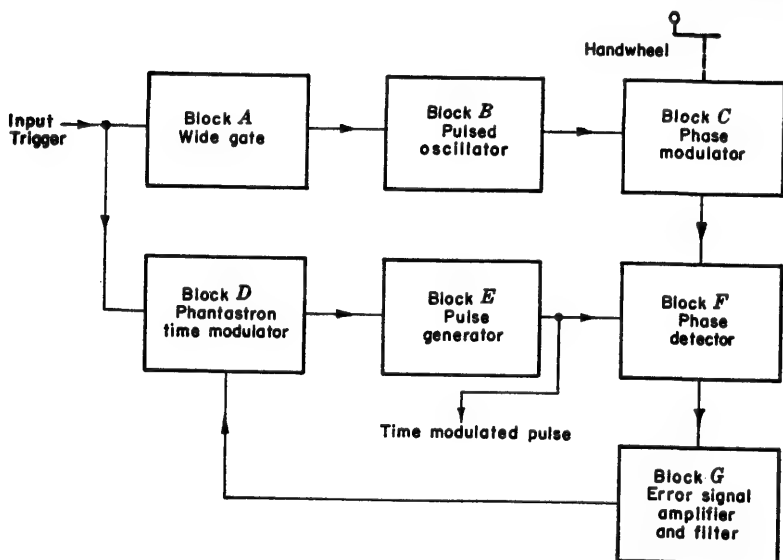 Handwheel
Input
Trigger
Block A
Wide gate
Block B
Pulsed
oscillator
Block C
Phase
modulator
Block D
Phantastron
time modulator
Block E
Pulse
generator
Block F
Phase
detector
Time modulated pulse
Block G
Error signal
amplifier
and filter